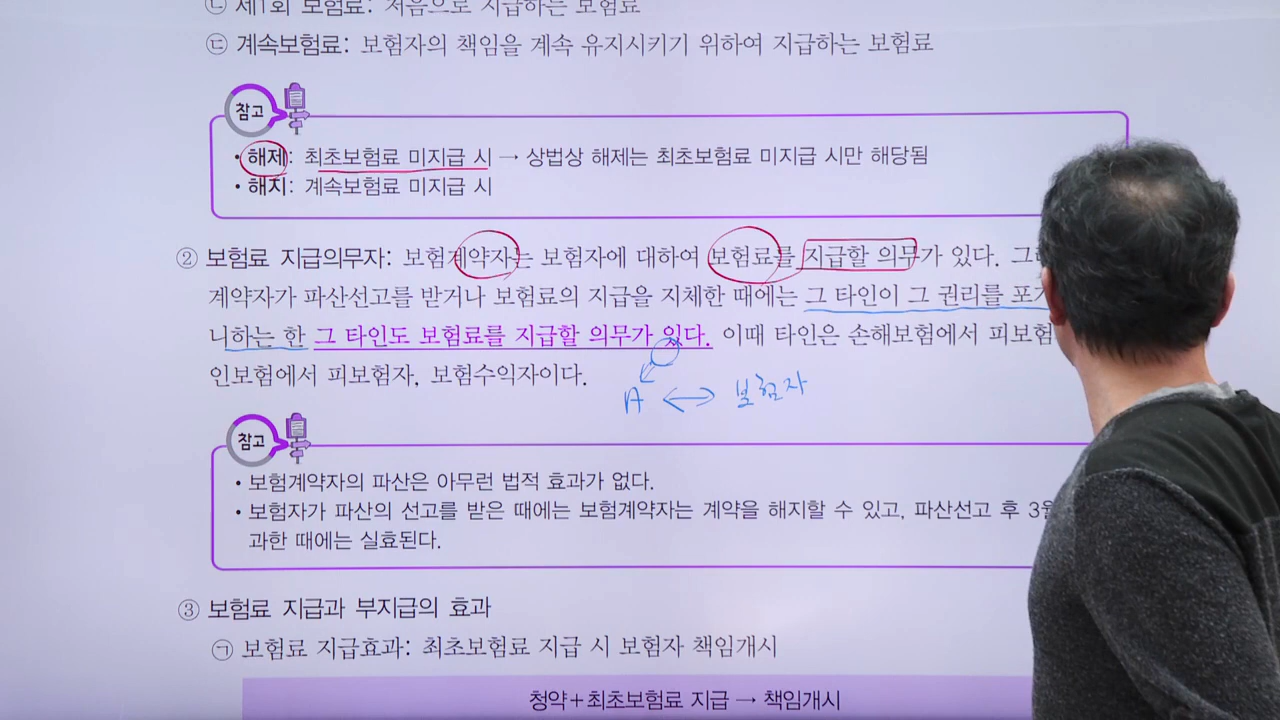 ㉡ 제1회 보험료: 처음으로 지급하는 보험료
㉢ 계속보험료: 보험자의 책임을 계속 유지시키기 위하여 지급하는 보험료
참고
• 해제: 최초보험료 미지급 시 → 상법상 해제는 최초보험료 미지급 시만 해당됨
• 해지: 계속보험료 미지급 시
② 보험료 지급의무자: 보험계약자는 보험자에 대하여 보험료를 지급할 의무가 있다.
계약자가 파산선고를 받거나 보험료의 지급을 지체한 때에는 그 타인이 그 권리를
니하는 한 그 타인도 보험료를 지급할 의무가 있다. 이때 타인은 손해보험에서
인보험에서 피보험자, 보험수익자이다.
A ↔ 보험자
참고
• 보험계약자의 파산은 아무런 법적 효과가 없다.
• 보험자가 파산의 선고를 받은 때에는 보험계약자는 계약을 해지할 수 있고, 파산선고 후
과한 때에는 실효된다.
③ 보험료 지급과 부지급의 효과
㉠ 보험료 지급효과: 최초보험료 지급 시 보험자 책임개시
청약+최초보험료 지급 → 책임개시